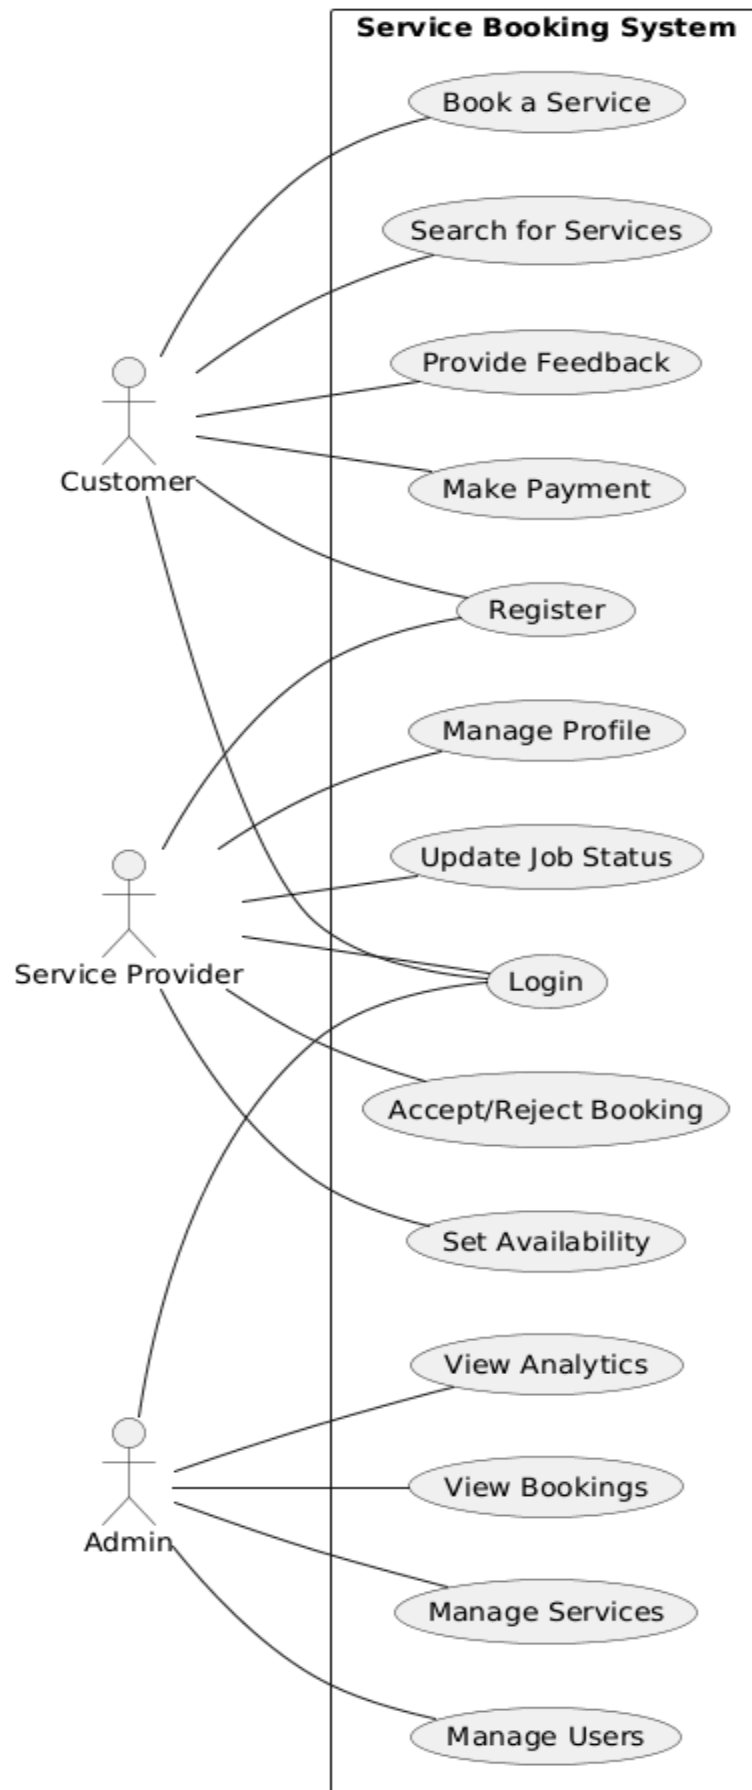 Service Booking System
Book a Service
Search for Services
Provide Feedback
Customer
Make Payment
Register
Manage Profile
Update Job Status
Service Provider
Login
Accept/Reject Booking
Set Availability
View Analytics
View Bookings
Admin
Manage Services
Manage Users